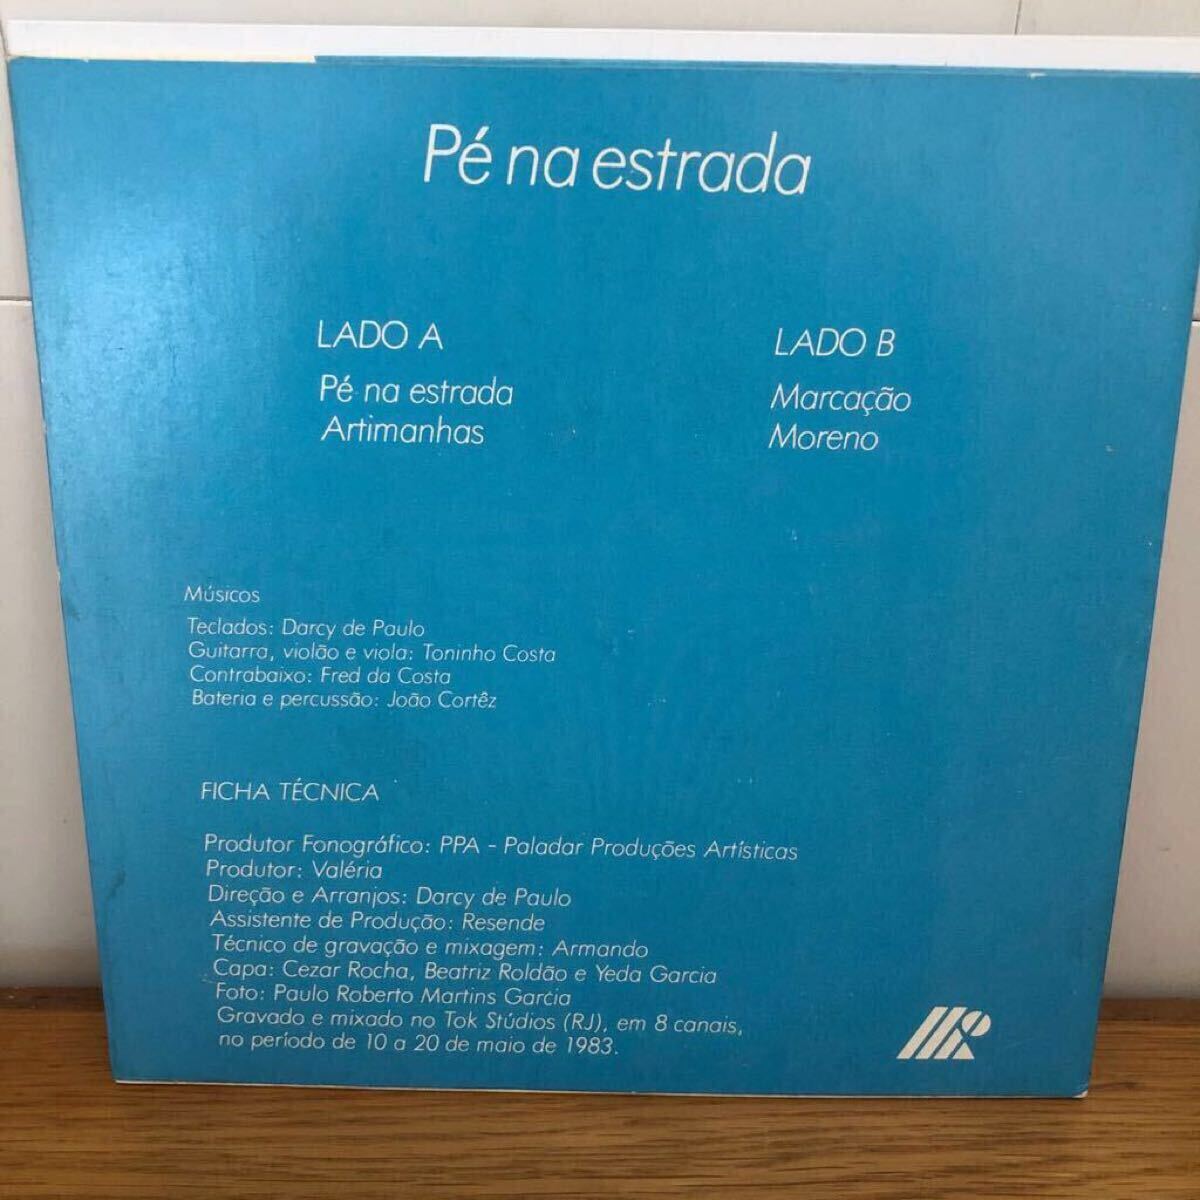 Pé na estrada
LADO A
Pé na estrada
Artimanhas
LADO B
Marcação
Moreno
Músicos
Teclados: Darcy de Paulo
Guitarra, violão e viola: Toninho Costa
Contrabaixo: Fred da Costa
Bateria e percussão: João Cortêz
FICHA TÉCNICA
Produtor Fonográfico: PPA - Paladar Produções Artísticas
Produtor: Valéria
Direção e Arranjos: Darcy de Paulo
Assistente de Produção: Resende
Técnico de gravação e mixagem: Armando
Capa: Cezar Rocha, Beatriz Roldão e Yeda Garcia
Foto: Paulo Roberto Martins Garcia
Gravado e mixado no Tok Stúdios (RJ), em 8 canais,
no período de 10 a 20 de maio de 1983.